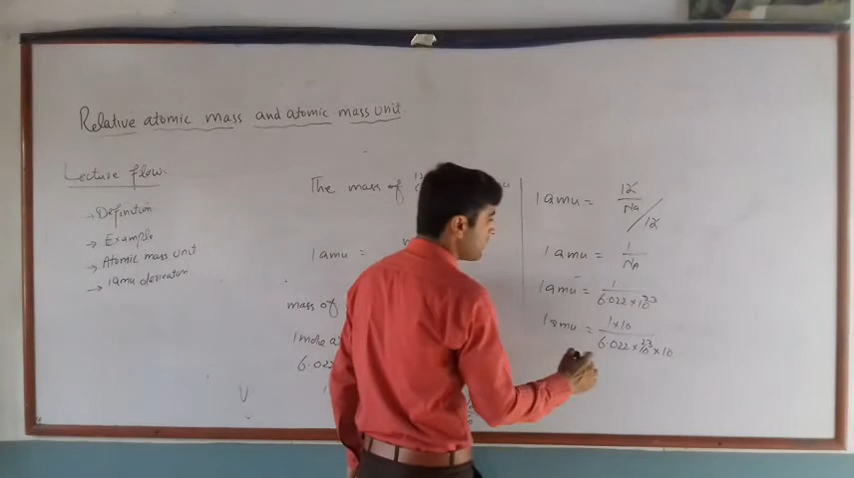 Relative atomic mass and atomic mass unit
Lecture flow
→ Definition
→ Example
→ Atomic mass unit
→ 1amu derivation
The mass of
1 amu =
mass of
1 mole
6.022
1 amu = 12/NA/12
1 amu = 1/NA
1 amu = 1/6.022×10²³
1 amu = 1×10/6.022×10²³×10